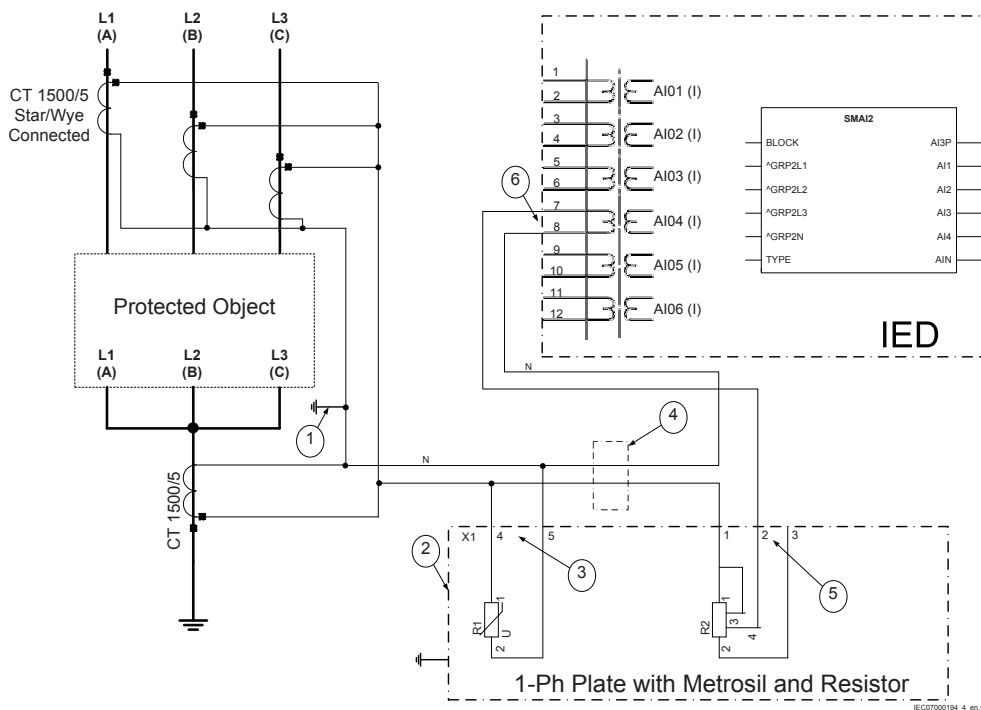 L1
(A)
L2
(B)
L3
(C)
CT 1500/5
Star/Wye
Connected
Protected Object
L1
(A)
L2
(B)
L3
(C)
1
CT 1500/5
N
N
1
2
3
4
5
6
7
8
9
10
11
12
AI01 (I)
AI02 (I)
AI03 (I)
AI04 (I)
AI05 (I)
AI06 (I)
6
SMAI2
BLOCK
^GRP2L1
^GRP2L2
^GRP2L3
^GRP2N
TYPE
AI3P
AI1
AI2
AI3
AI4
AIN
IED
4
2
X1
4
5
3
1
2
3
5
R1
1
U
2
R2
1
3
4
2
1-Ph Plate with Metrosil and Resistor